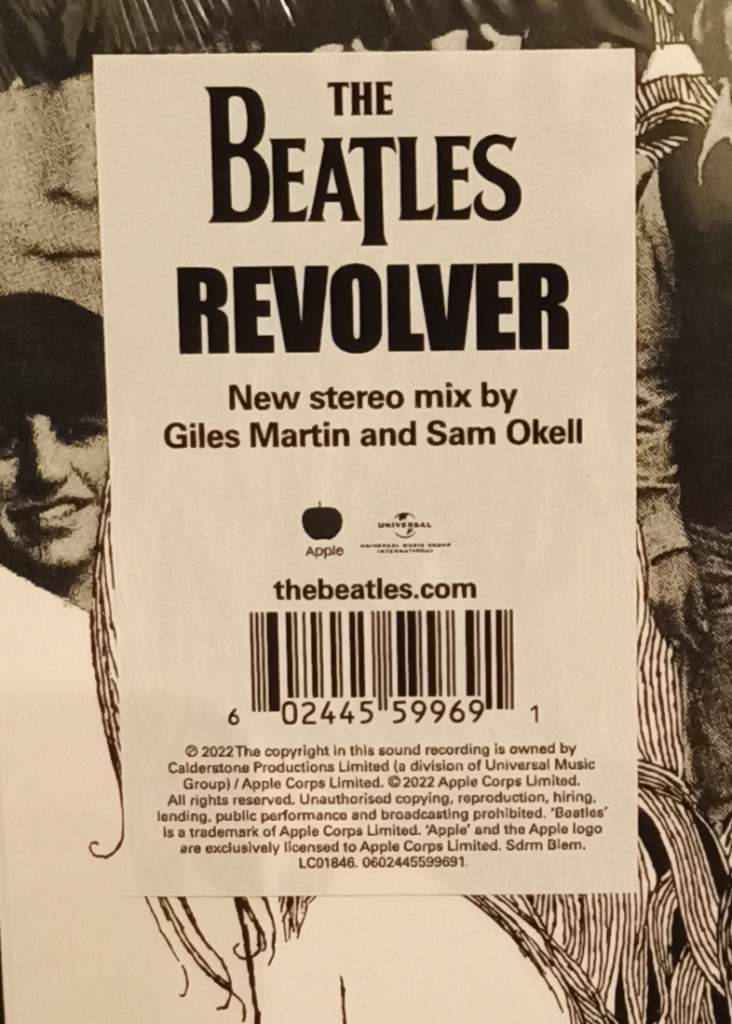 THE
BEATLES
REVOLVER
New stereo mix by
Giles Martin and Sam Okell
Apple
UNIVERSAL
UNIVERSAL MUSIC GROUP
INTERNATIONAL
thebeatles.com
6 02445 59969 1
℗ 2022 The copyright in this sound recording is owned by
Calderstone Productions Limited (a division of Universal Music
Group) / Apple Corps Limited. © 2022 Apple Corps Limited.
All rights reserved. Unauthorised copying, reproduction, hiring,
lending, public performance and broadcasting prohibited. 'Beatles'
is a trademark of Apple Corps Limited. 'Apple' and the Apple logo
are exclusively licensed to Apple Corps Limited. Sdrm Biem.
LC01846. 0602445599691